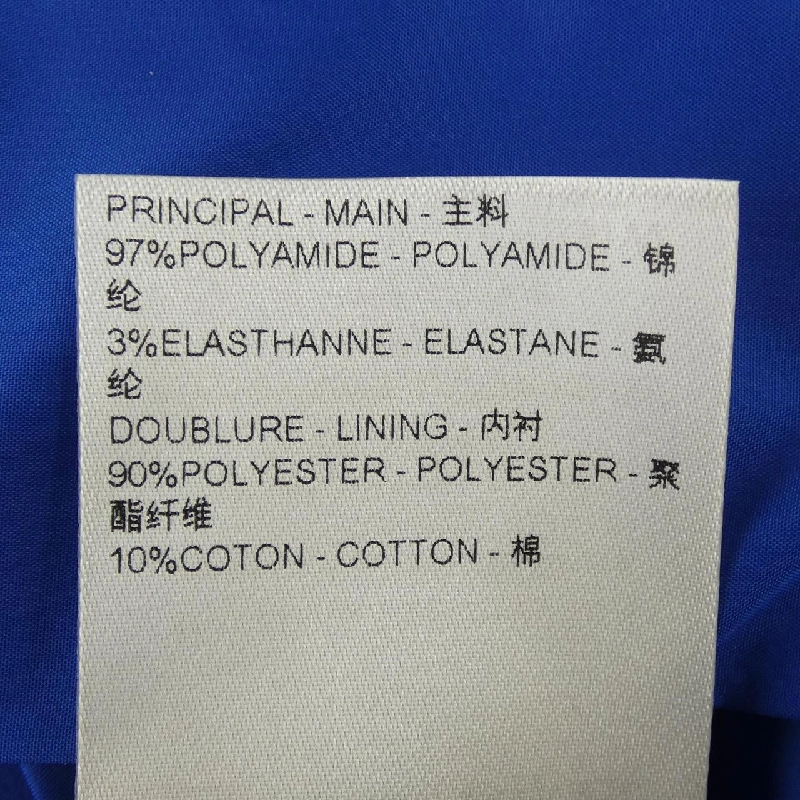 PRINCIPAL - MAIN - 主料
97%POLYAMIDE - POLYAMIDE - 锦
纶
3%ELASTHANNE - ELASTANE - 氨
纶
DOUBLURE - LINING - 内衬
90%POLYESTER - POLYESTER - 聚
酯纤维
10%COTON - COTTON - 棉